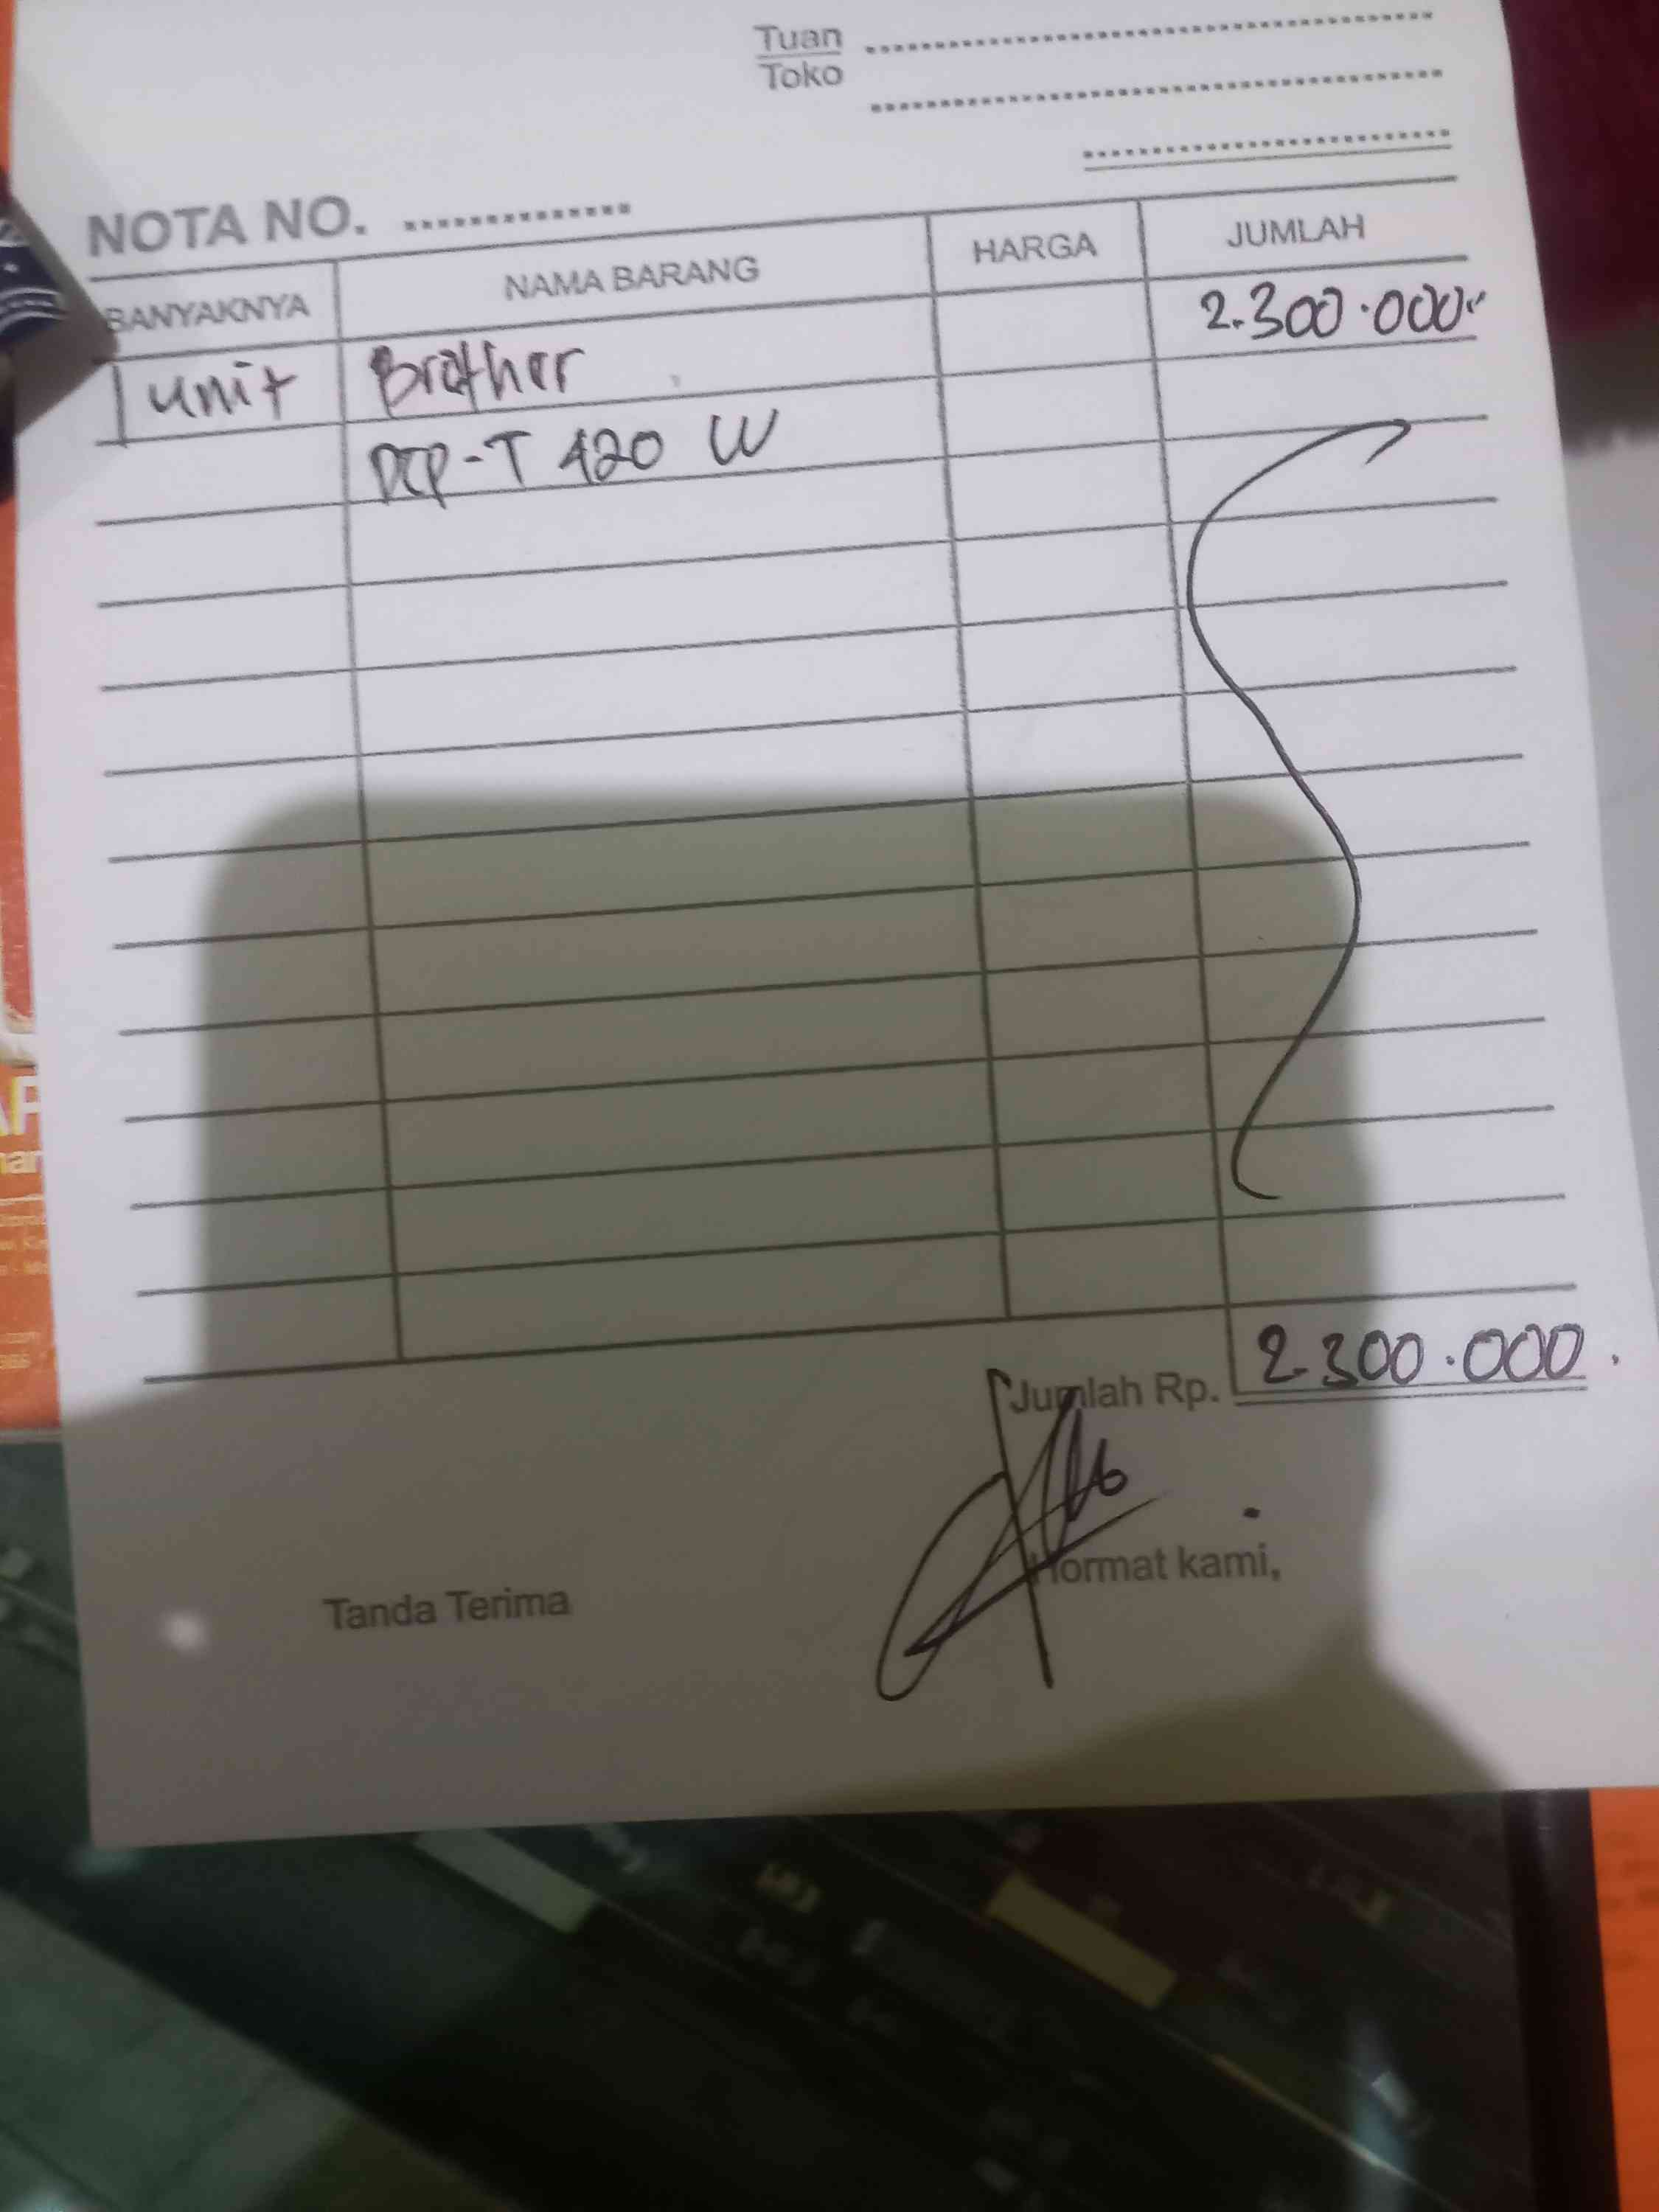 Tuan
Toko
NOTA NO.
BANYAKNYA NAMA BARANG HARGA JUMLAH
1 unit Brother 2.300.000
DCP-T 420 W
Jumlah Rp. 2.300.000.
Tanda Terima Hormat kami,